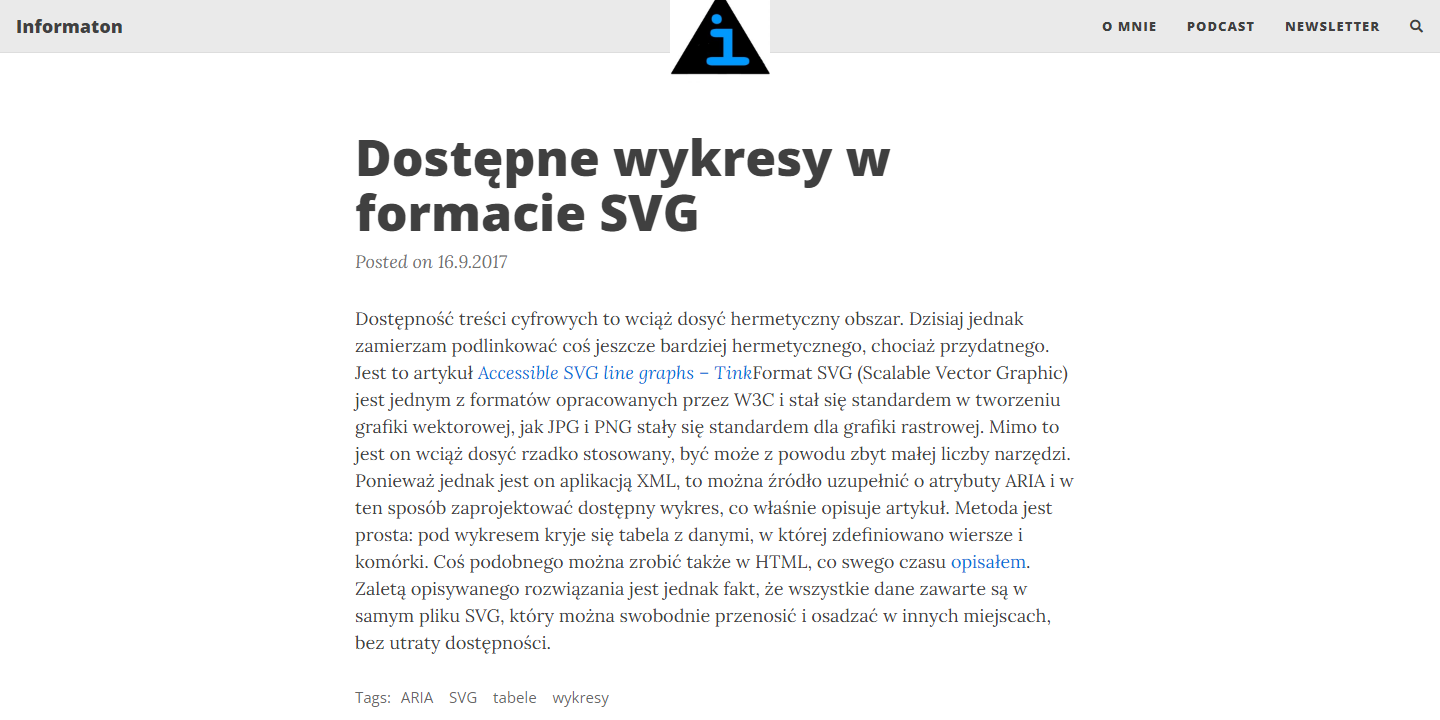 Informaton
i
O MNIE
PODCAST
NEWSLETTER
Dostępne wykresy w
formacie SVG
Posted on 16.9.2017
Dostępność treści cyfrowych to wciąż dosyć hermetyczny obszar. Dzisiaj jednak
zamierzam podlinkować coś jeszcze bardziej hermetycznego, chociaż przydatnego.
Jest to artykuł Accessible SVG line graphs – TinkFormat SVG (Scalable Vector Graphic)
jest jednym z formatów opracowanych przez W3C i stał się standardem w tworzeniu
grafiki wektorowej, jak JPG i PNG stały się standardem dla grafiki rastrowej. Mimo to
jest on wciąż dosyć rzadko stosowany, być może z powodu zbyt małej liczby narzędzi.
Ponieważ jednak jest on aplikacją XML, to można źródło uzupełnić o atrybuty ARIA i w
ten sposób zaprojektować dostępny wykres, co właśnie opisuje artykuł. Metoda jest
prosta: pod wykresem kryje się tabela z danymi, w której zdefiniowano wiersze i
komórki. Coś podobnego można zrobić także w HTML, co swego czasu opisałem.
Zaletą opisywanego rozwiązania jest jednak fakt, że wszystkie dane zawarte są w
samym pliku SVG, który można swobodnie przenosić i osadzać w innych miejscach,
bez utraty dostępności.
Tags: ARIA SVG tabele wykresy